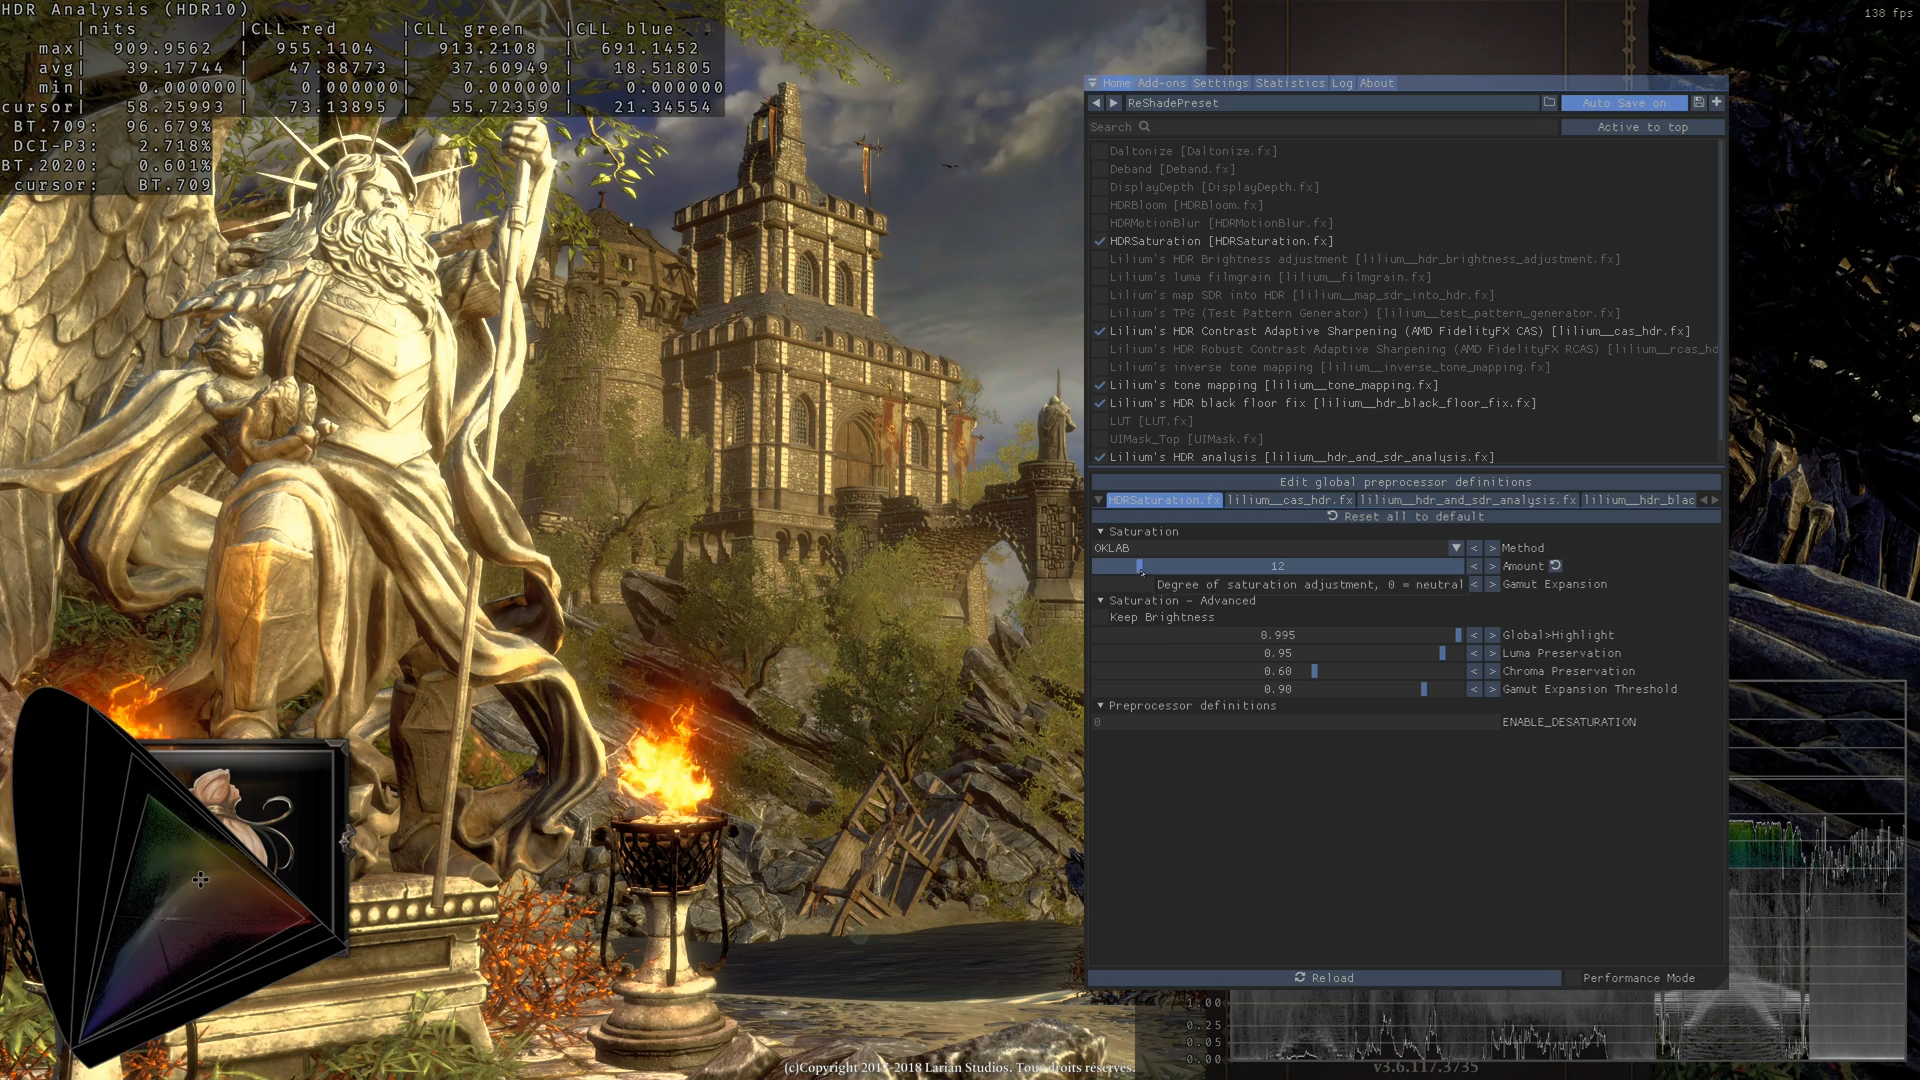 HDR Analysis (HDR10)
|nits |CLL red |CLL green |CLL blue
max| 909.9562 | 955.1104 | 913.2108 | 691.1452
avg| 39.17744 | 47.88773 | 37.60949 | 18.51805
min| 0.000000| 0.000000| 0.000000| 0.000000
cursor| 58.25993 | 73.13895 | 55.72359 | 21.34554
BT.709: 96.679%
DCI-P3: 2.718%
BT.2020: 0.601%
cursor: BT.709
138 fps
Home Add-ons Settings Statistics Log About
ReShadePreset Auto Save on
Search Active to top
Daltonize [Daltonize.fx]
Deband [Deband.fx]
DisplayDepth [DisplayDepth.fx]
HDRBloom [HDRBloom.fx]
HDRMotionBlur [HDRMotionBlur.fx]
HDRSaturation [HDRSaturation.fx]
Lilium's HDR Brightness adjustment [lilium__hdr_brightness_adjustment.fx]
Lilium's luma filmgrain [lilium__filmgrain.fx]
Lilium's map SDR into HDR [lilium__map_sdr_into_hdr.fx]
Lilium's TPG (Test Pattern Generator) [lilium__test_pattern_generator.fx]
Lilium's HDR Contrast Adaptive Sharpening (AMD FidelityFX CAS) [lilium__cas_hdr.fx]
Lilium's HDR Robust Contrast Adaptive Sharpening (AMD FidelityFX RCAS) [lilium__rcas_hd
Lilium's inverse tone mapping [lilium__inverse_tone_mapping.fx]
Lilium's tone mapping [lilium__tone_mapping.fx]
Lilium's HDR black floor fix [lilium__hdr_black_floor_fix.fx]
LUT [LUT.fx]
UIMask_Top [UIMask.fx]
Lilium's HDR analysis [lilium__hdr_and_sdr_analysis.fx]
Edit global preprocessor definitions
HDRSaturation.fx lilium__cas_hdr.fx lilium__hdr_and_sdr_analysis.fx lilium__hdr_blac
Reset all to default
Saturation
OKLAB < > Method
12 < > Amount
Degree of saturation adjustment, 0 = neutral < > Gamut Expansion
Saturation - Advanced
Keep Brightness
0.995 < > Global>Highlight
0.95 < > Luma Preservation
0.60 < > Chroma Preservation
0.90 < > Gamut Expansion Threshold
Preprocessor definitions
0 ENABLE_DESATURATION
Reload Performance Mode
1.00
0.25
0.05
0.00
(c)Copyright 2015-2018 Larian Studios. Tous droits réservés.
v3.6.117.3735